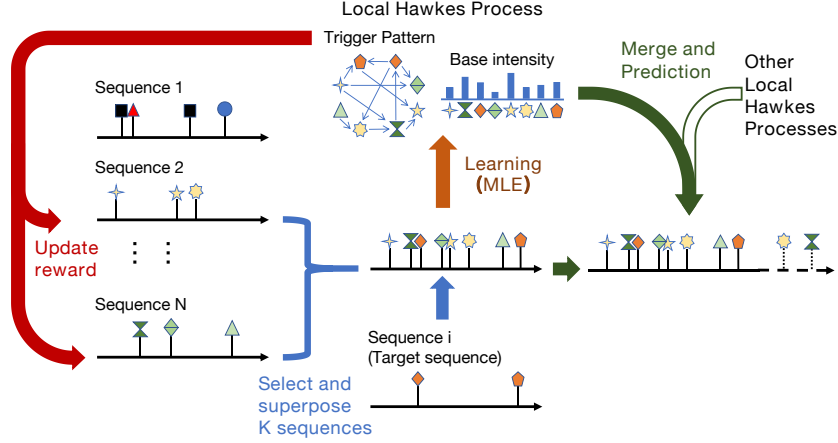 Local Hawkes Process
Trigger Pattern
Base intensity
Merge and
Prediction
Other
Local
Hawkes
Processes
Sequence 1
Sequence 2
Learning
(MLE)
Update
reward
Sequence N
Sequence i
(Target sequence)
Select and
superpose
K sequences